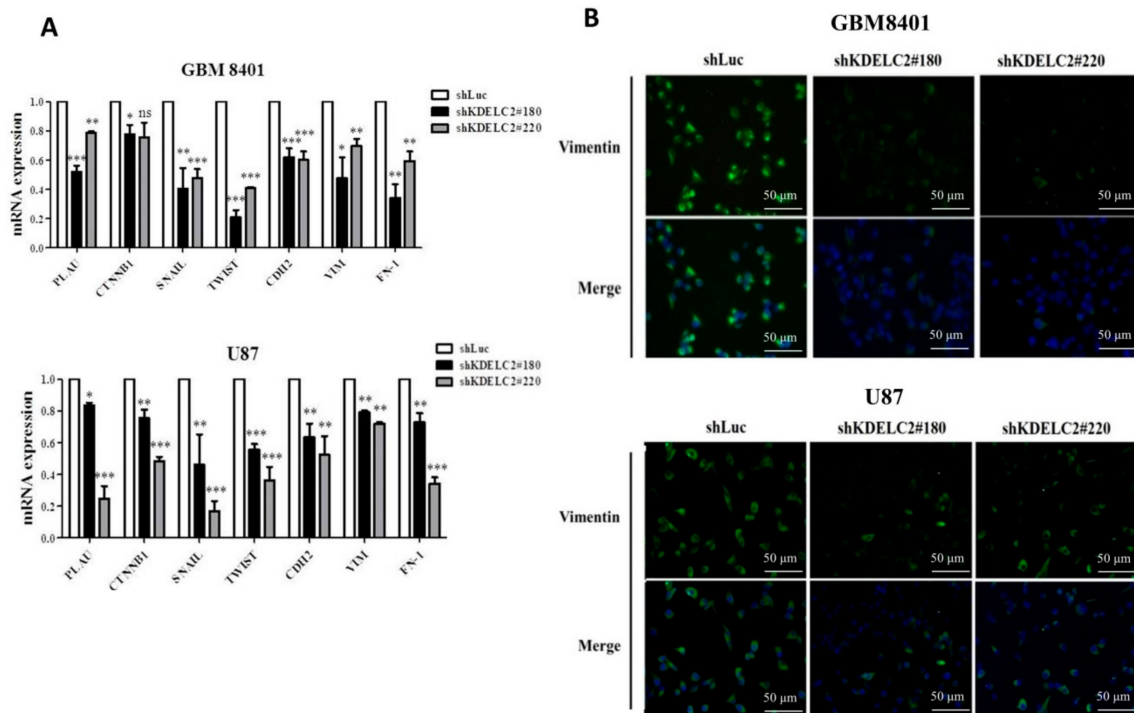 A
GBM 8401
shLuc
shKDELC2#180
shKDELC2#220
mRNA expression
1.0
0.8
0.6
0.4
0.2
0.0
*** **
* ns
** ***
*** ***
*** ***
* **
** **
PLAU
CTNNB1
SNAIL
TWIST
CDH2
VIM
FN-1
U87
shLuc
shKDELC2#180
shKDELC2#220
mRNA expression
1.0
0.8
0.6
0.4
0.2
0.0
* ***
** ***
** ***
*** ***
** **
** **
** ***
PLAU
CTNNB1
SNAIL
TWIST
CDH2
VIM
FN-1
B
GBM8401
shLuc shKDELC2#180 shKDELC2#220
Vimentin
50 μm 50 μm 50 μm
Merge
50 μm 50 μm 50 μm
U87
shLuc shKDELC2#180 shKDELC2#220
Vimentin
50 μm 50 μm 50 μm
Merge
50 μm 50 μm 50 μm